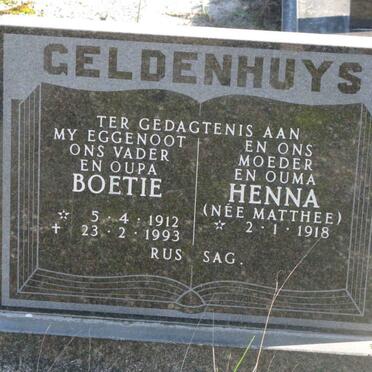 GELDENHUYS
TER GEDAGTENIS AAN
MY EGGENOOT
ONS VADER
EN OUPA
BOETIE
☆ 5·4·1912
✝ 23·2·1993
EN ONS
MOEDER
EN OUMA
HENNA
(NÉE MATTHEE)
☆ 2·1·1918
RUS SAG.